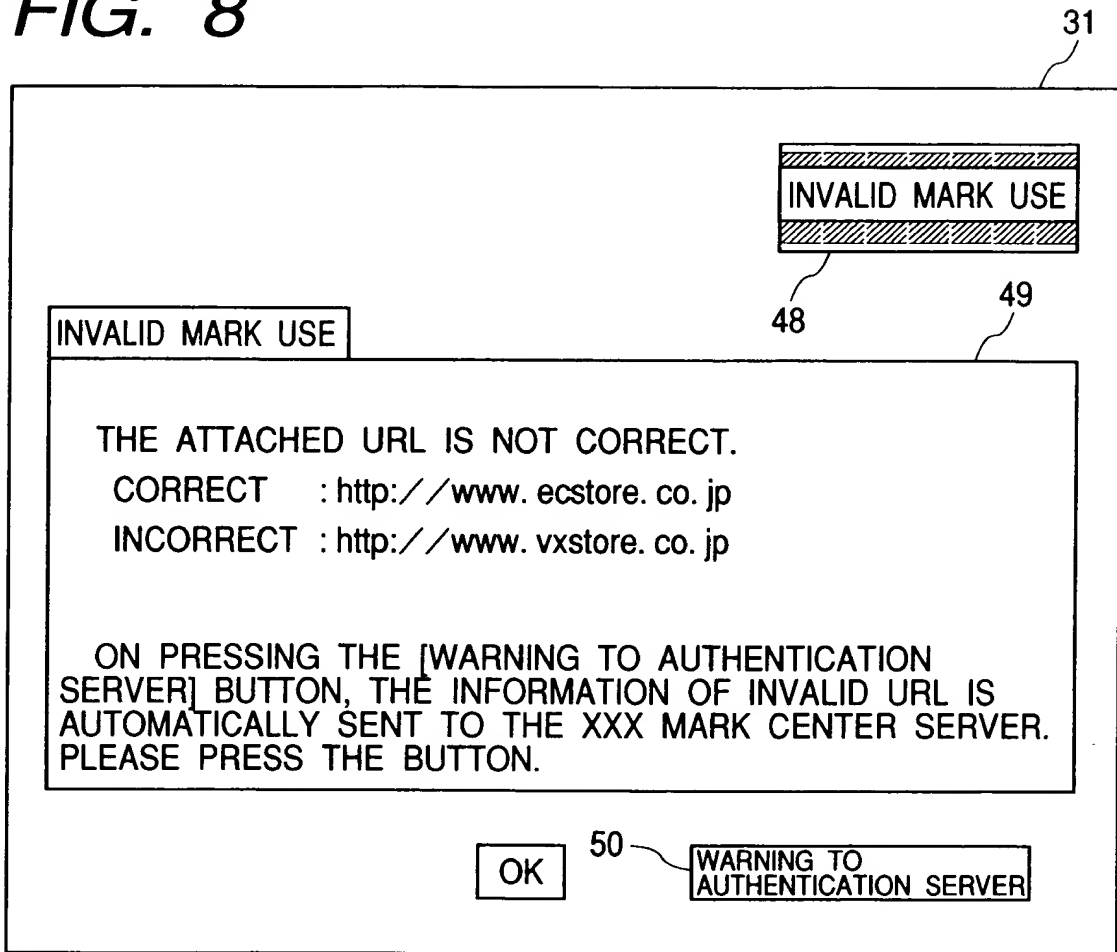 FIG. 8
31
INVALID MARK USE
48
49
INVALID MARK USE
THE ATTACHED URL IS NOT CORRECT.
CORRECT : http://www. ecstore. co. jp
INCORRECT : http://www. vxstore. co. jp
ON PRESSING THE [WARNING TO AUTHENTICATION
SERVER] BUTTON, THE INFORMATION OF INVALID URL IS
AUTOMATICALLY SENT TO THE XXX MARK CENTER SERVER.
PLEASE PRESS THE BUTTON.
OK
50
WARNING TO
AUTHENTICATION SERVER